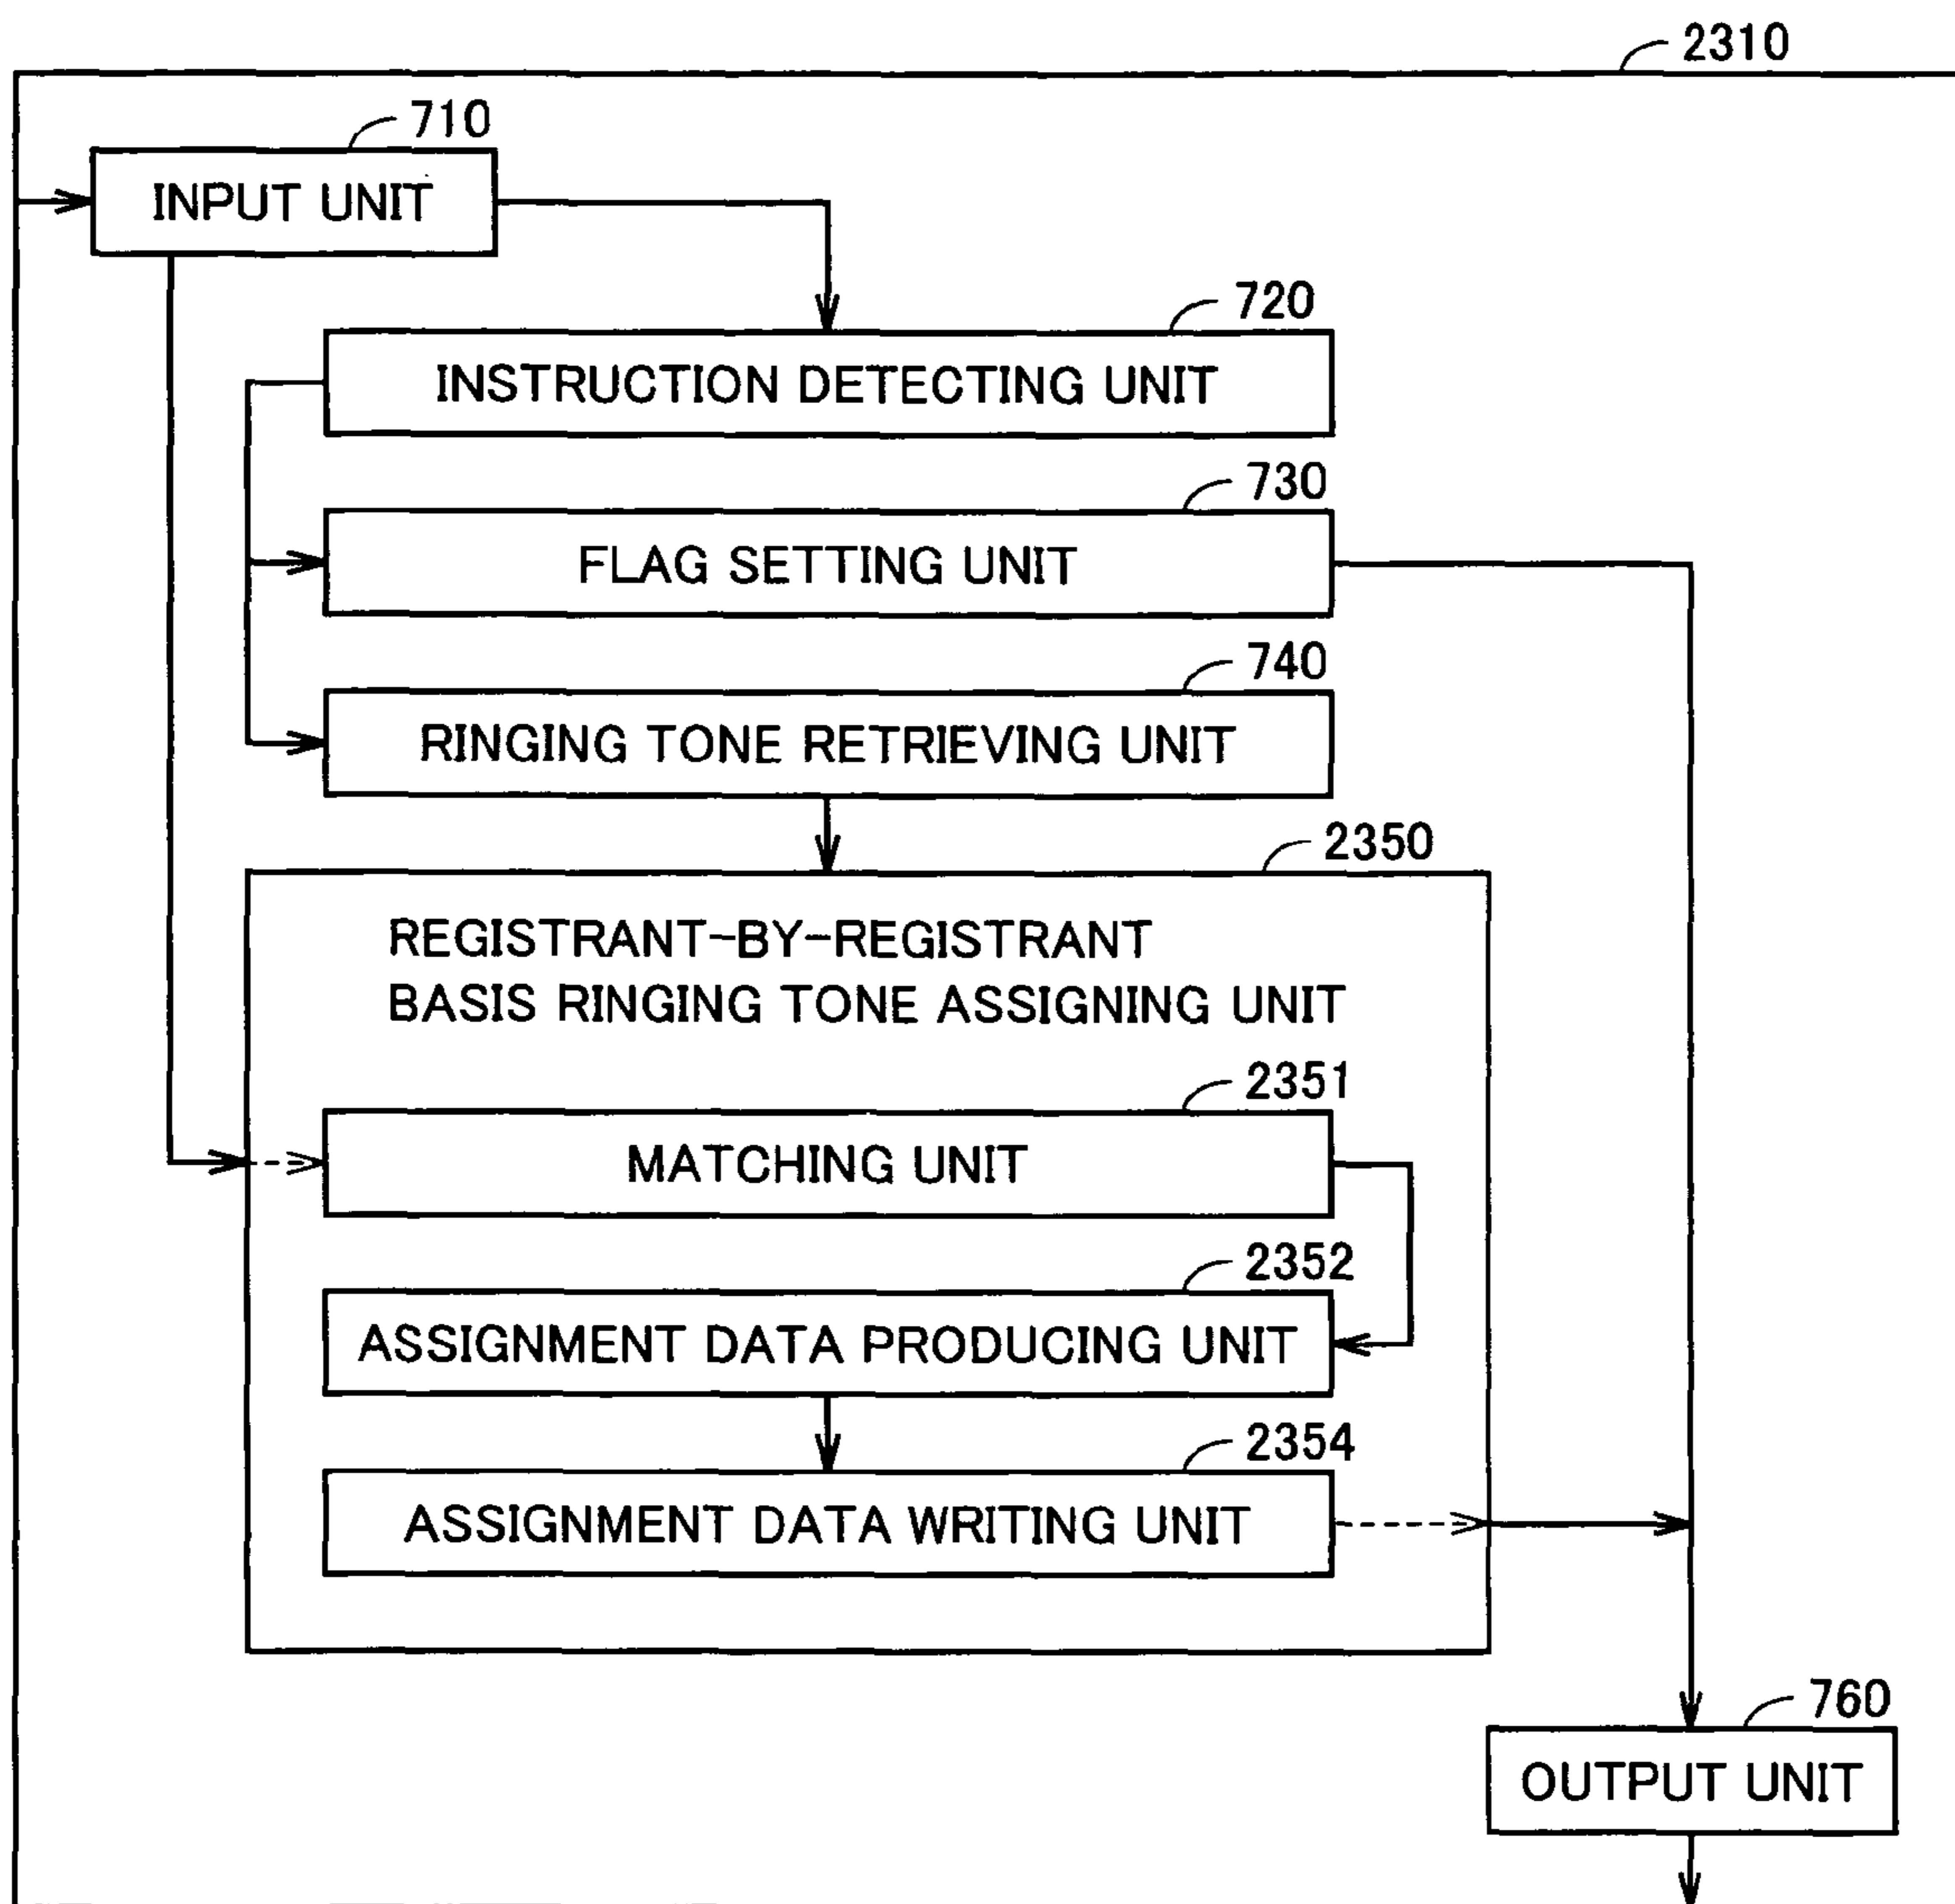 2310
710
INPUT UNIT
720
INSTRUCTION DETECTING UNIT
730
FLAG SETTING UNIT
740
RINGING TONE RETRIEVING UNIT
2350
REGISTRANT-BY-REGISTRANT
BASIS RINGING TONE ASSIGNING UNIT
2351
MATCHING UNIT
2352
ASSIGNMENT DATA PRODUCING UNIT
2354
ASSIGNMENT DATA WRITING UNIT
760
OUTPUT UNIT